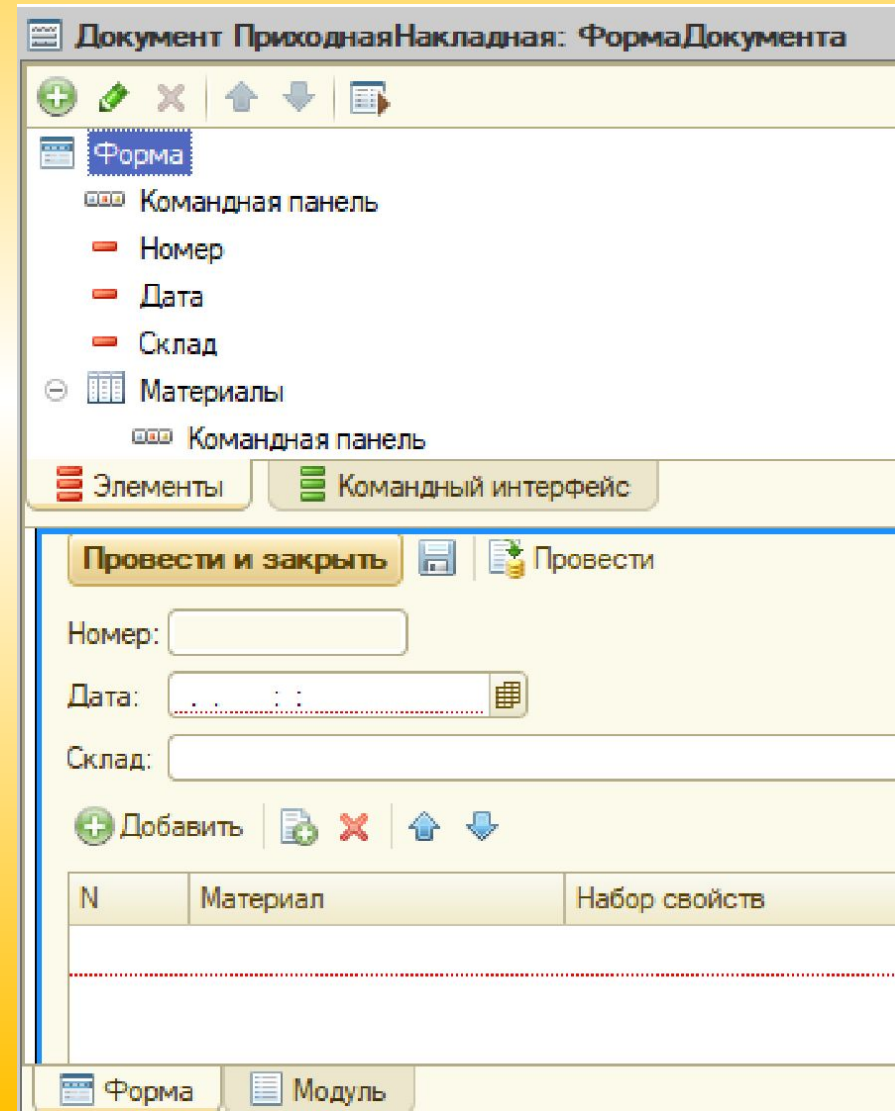 Документ ПриходнаяНакладная: ФормаДокумента
Форма
Командная панель
Номер
Дата
Склад
Материалы
Командная панель
Элементы Командный интерфейс
Провести и закрыть Провести
Номер:
Дата: . . : :
Склад:
Добавить
N Материал Набор свойств
Форма Модуль